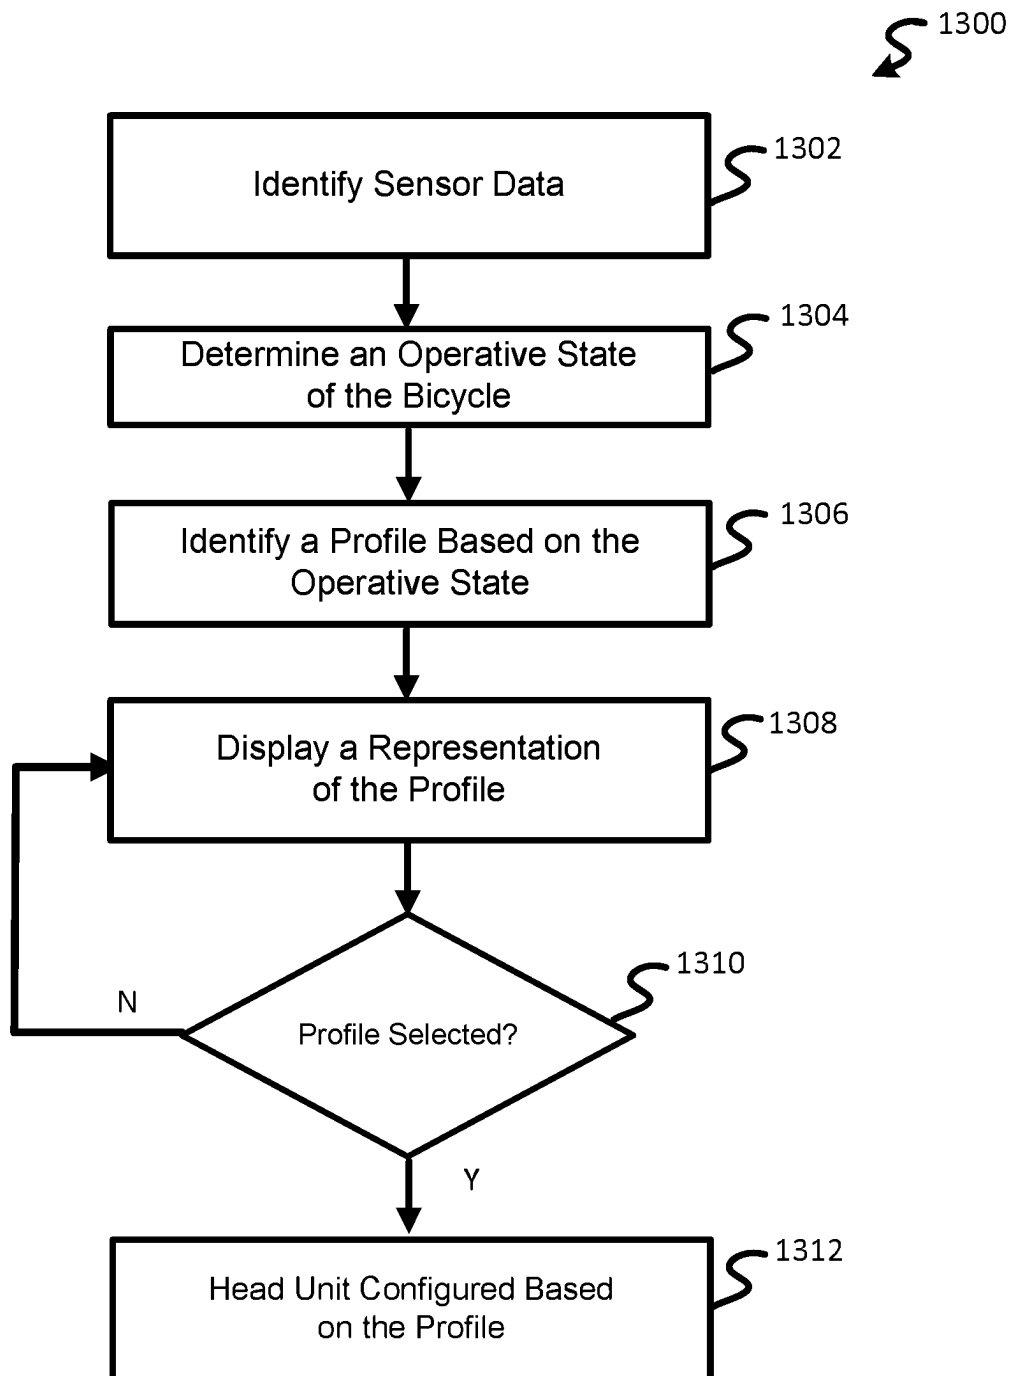 1300
Identify Sensor Data
1302
Determine an Operative State
of the Bicycle
1304
Identify a Profile Based on the
Operative State
1306
Display a Representation
of the Profile
1308
Profile Selected?
1310
N
Y
Head Unit Configured Based
on the Profile
1312